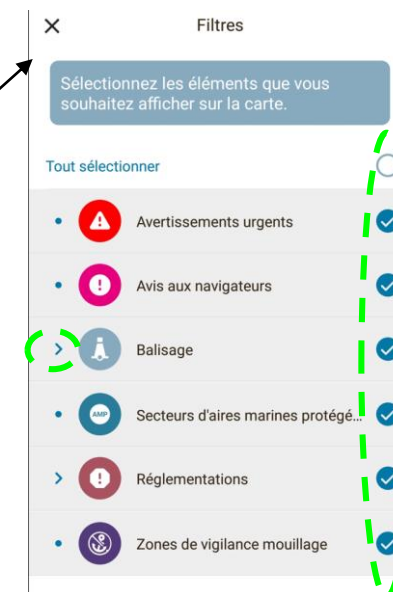 Filtres
Sélectionnez les éléments que vous
souhaitez afficher sur la carte.
Tout sélectionner
Avertissements urgents
Avis aux navigateurs
Balisage
AMP
Secteurs d'aires marines protégé...
Réglementations
Zones de vigilance mouillage